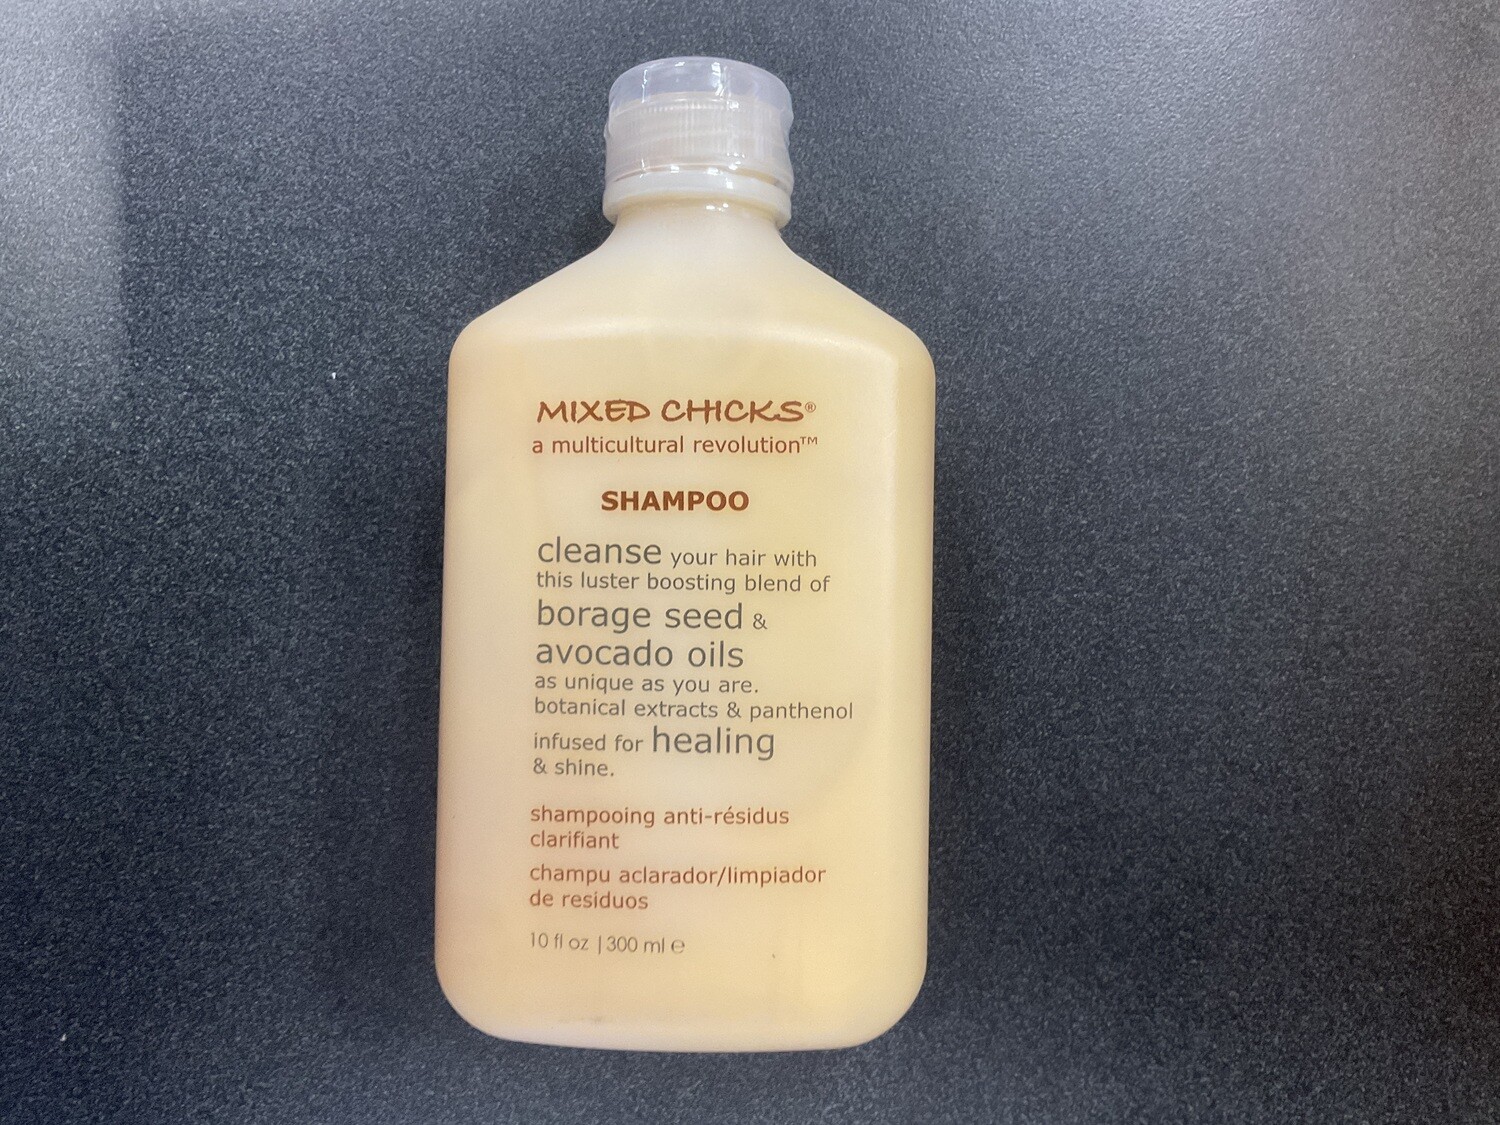 MIXED CHICKS®
a multicultural revolution™
SHAMPOO
cleanse your hair with
this luster boosting blend of
borage seed &
avocado oils
as unique as you are.
botanical extracts & panthenol
infused for healing
& shine.
shampooing anti-résidus
clarifiant
champu aclarador/limpiador
de residuos
10 fl oz | 300 ml ℮